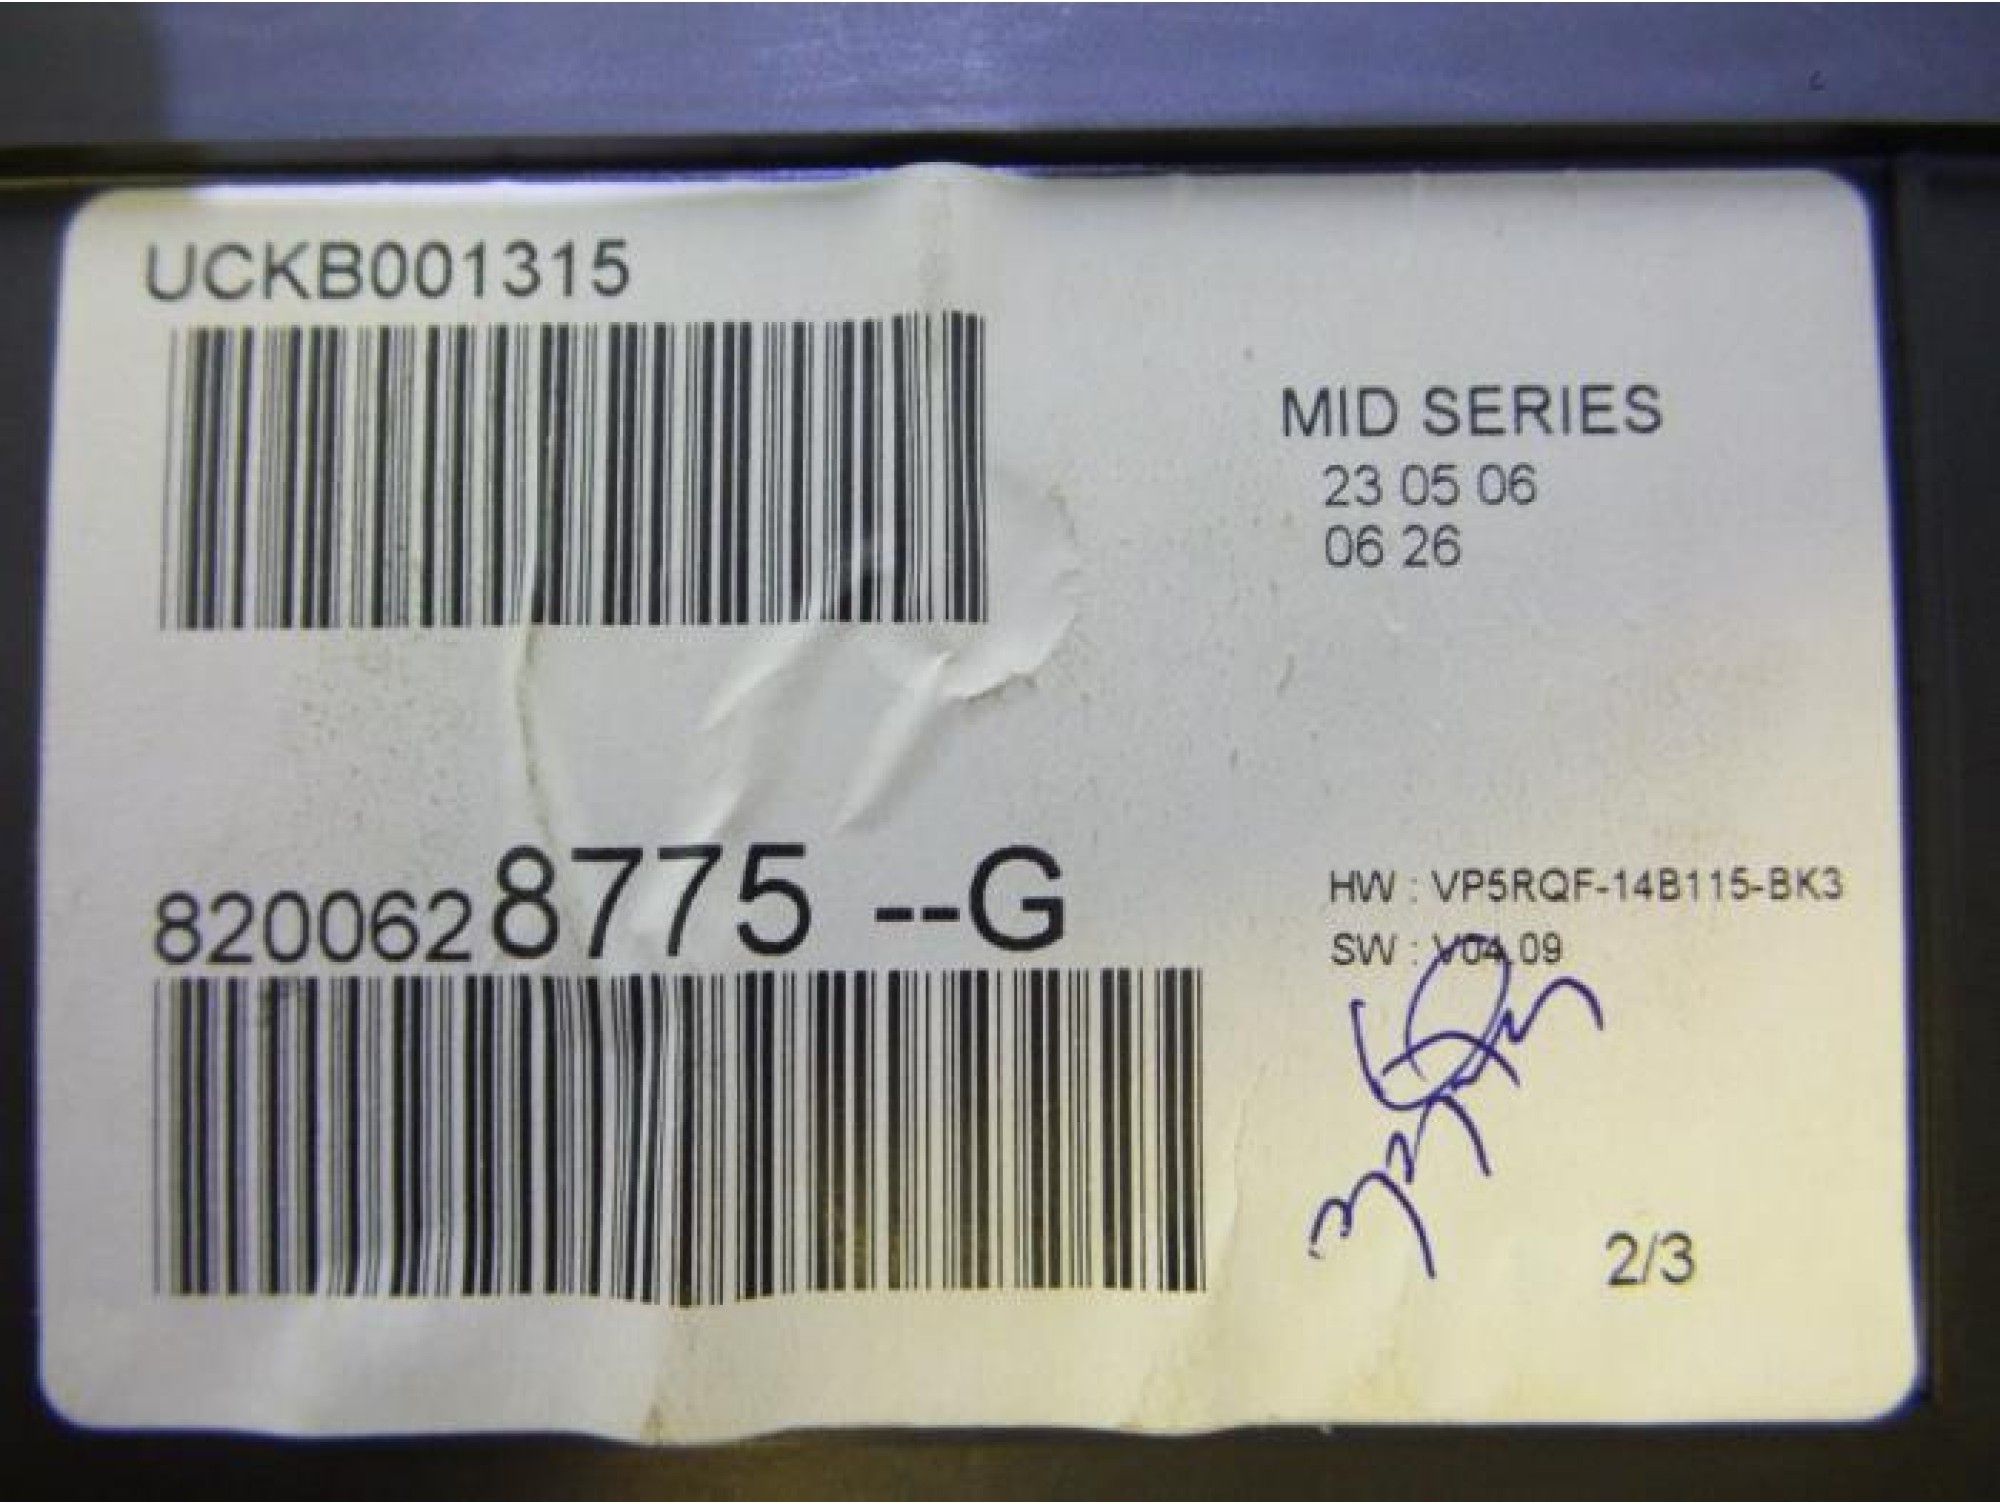 UCKB001315
MID SERIES
23 05 06
06 26
8200628775 --G
HW : VP5RQF-14B115-BK3
SW : V04.09
2/3